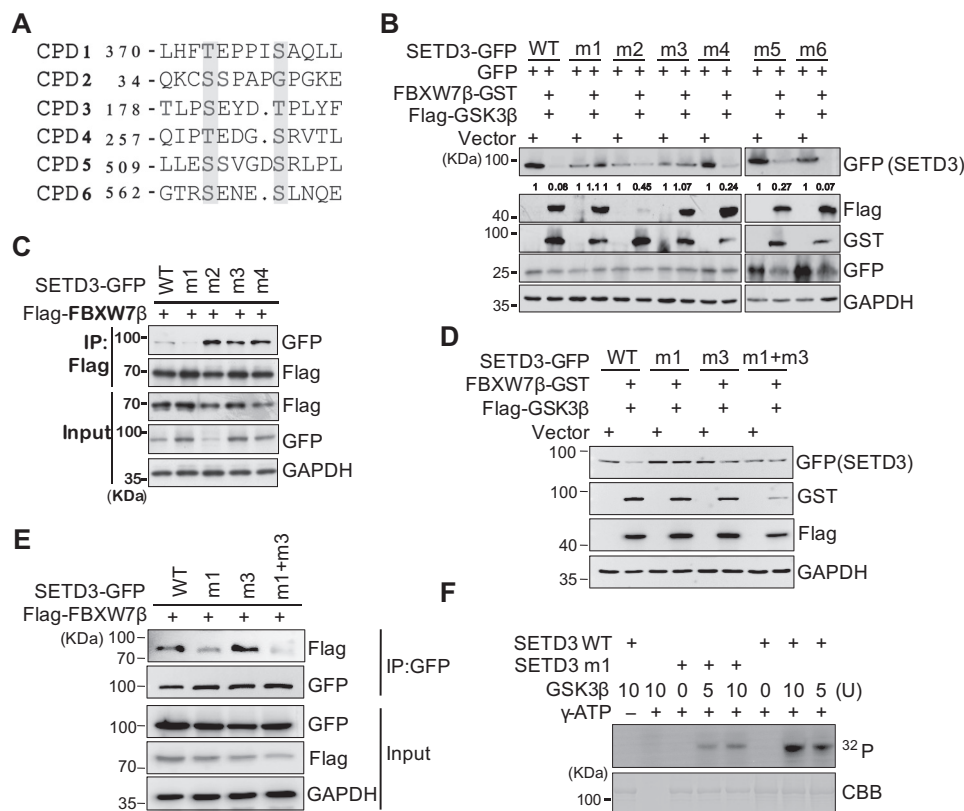 A
CPD1 370 - LHFTEPPISAQLL
CPD2 34 - QKCSSPAPGPGKE
CPD3 178 - TLPSEYD.TPLYF
CPD4 257 - QIPTEDG.SRVTL
CPD5 509 - LLESSVGDSRLPL
CPD6 562 - GTRSENE.SLNQE
B
SETD3-GFP WT m1 m2 m3 m4 m5 m6
GFP + + + + + + + + + + + + + +
FBXW7β-GST + + + + + + +
Flag-GSK3β + + + + + + +
Vector + + + + + + +
(KDa) 100 GFP (SETD3)
1 0.06 1 1.11 1 0.45 1 1.07 1 0.24 1 0.27 1 0.07
40 Flag
100 GST
25 GFP
35 GAPDH
C
SETD3-GFP WT m1 m2 m3 m4
Flag-FBXW7β + + + + +
IP: Flag
100 GFP
70 Flag
Input
70 Flag
100 GFP
35 GAPDH
(KDa)
D
SETD3-GFP WT m1 m3 m1+m3
FBXW7β-GST + + + +
Flag-GSK3β + + + +
Vector + + + +
100 GFP(SETD3)
100 GST
40 Flag
35 GAPDH
E
SETD3-GFP WT m1 m3 m1+m3
Flag-FBXW7β + + + +
(KDa) 100
70 Flag
100 GFP
IP:GFP
100 GFP
70 Flag
35 GAPDH
Input
F
SETD3 WT + + + +
SETD3 m1 + + +
GSK3β 10 10 0 5 10 0 10 5 (U)
γ-ATP – + + + + + + +
32P
(KDa)
100 CBB